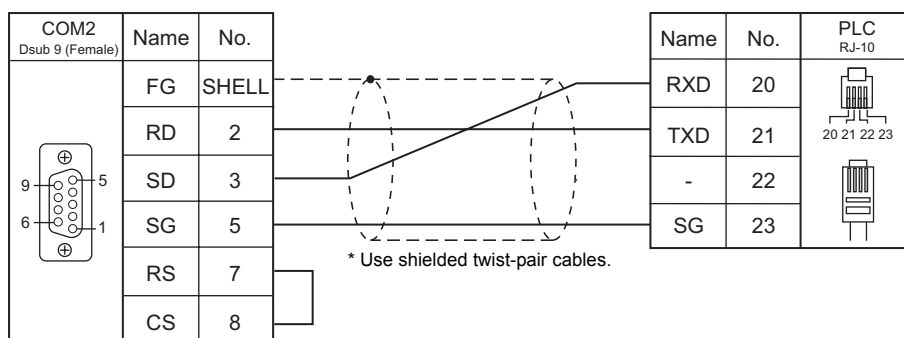 COM2
Dsub 9 (Female)
Name No.
FG SHELL
RD 2
SD 3
SG 5
RS 7
CS 8
9 5
6 1
* Use shielded twist-pair cables.
Name No.
RXD 20
TXD 21
- 22
SG 23
PLC
RJ-10
20 21 22 23